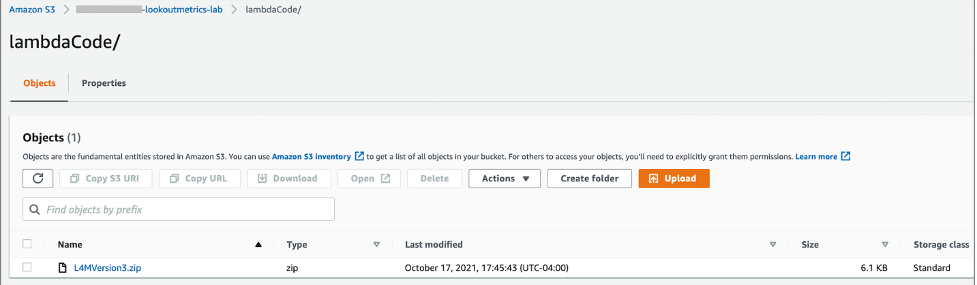 Amazon S3 > -lookoutmetrics-lab > lambdaCode/
lambdaCode/
Objects Properties
Objects (1)
Objects are the fundamental entities stored in Amazon S3. You can use Amazon S3 inventory to get a list of all objects in your bucket. For others to access your objects, you'll need to explicitly grant them permissions. Learn more
Copy S3 URI Copy URL Download Open Delete Actions Create folder Upload
Find objects by prefix
Name Type Last modified Size Storage class
L4MVersion3.zip zip October 17, 2021, 17:45:43 (UTC-04:00) 6.1 KB Standard